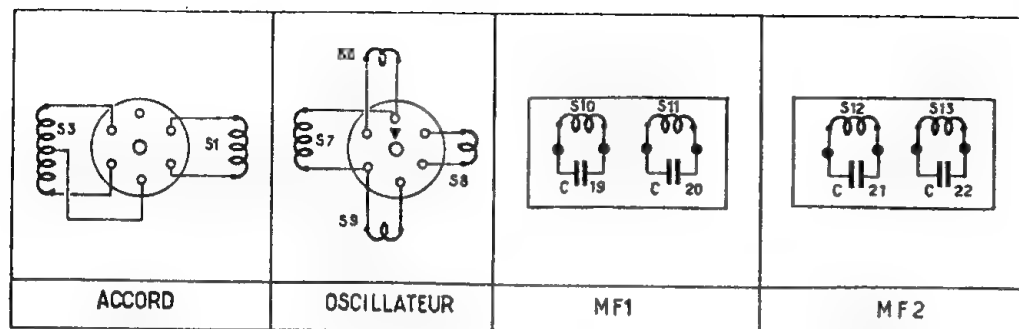 S3
S1
ACCORD
S7
S8
S9
OSCILLATEUR
S10 S11
C 19 C 20
MF1
S12 S13
C 21 C 22
MF2